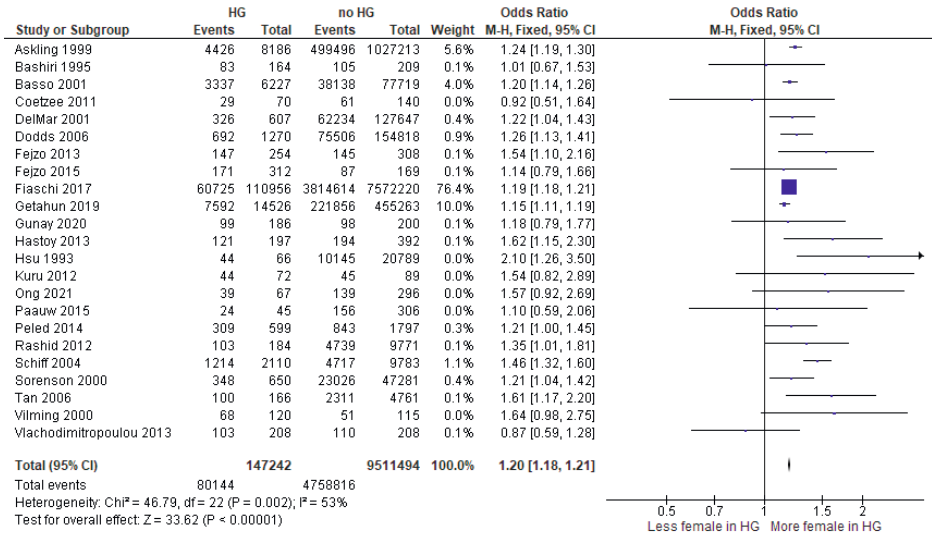 HG no HG Odds Ratio Odds Ratio
Study or Subgroup Events Total Events Total Weight M-H, Fixed, 95% CI M-H, Fixed, 95% CI
Askling 1999 4426 8186 499496 1027213 5.6% 1.24 [1.19, 1.30]
Bashiri 1995 83 164 105 209 0.1% 1.01 [0.67, 1.53]
Basso 2001 3337 6227 38138 77719 4.0% 1.20 [1.14, 1.26]
Coetzee 2011 29 70 61 140 0.0% 0.92 [0.51, 1.64]
DelMar 2001 326 607 62234 127647 0.4% 1.22 [1.04, 1.43]
Dodds 2006 692 1270 75506 154818 0.9% 1.26 [1.13, 1.41]
Fejzo 2013 147 254 145 308 0.1% 1.54 [1.10, 2.16]
Fejzo 2015 171 312 87 169 0.1% 1.14 [0.79, 1.66]
Fiaschi 2017 60725 110956 3814614 7572220 76.4% 1.19 [1.18, 1.21]
Getahun 2019 7592 14526 221856 455263 10.0% 1.15 [1.11, 1.19]
Gunay 2020 99 186 98 200 0.0% 1.18 [0.79, 1.77]
Hastoy 2013 121 197 194 392 0.0% 1.62 [1.15, 2.30]
Hsu 1993 44 66 10145 20789 0.0% 2.10 [1.26, 3.50]
Kuru 2012 44 72 45 89 0.0% 1.54 [0.82, 2.89]
Ong 2021 39 67 139 296 0.0% 1.57 [0.92, 2.69]
Paauw 2015 24 45 156 306 0.0% 1.10 [0.59, 2.06]
Peled 2014 309 599 843 1797 0.3% 1.21 [1.00, 1.45]
Rashid 2012 103 184 4739 9771 0.1% 1.35 [1.01, 1.81]
Schiff 2004 1214 2110 4717 9783 1.1% 1.46 [1.32, 1.60]
Sorenson 2000 348 650 23026 47281 0.4% 1.21 [1.04, 1.42]
Tan 2006 100 166 2311 4761 0.1% 1.61 [1.17, 2.20]
Vilming 2000 68 120 51 115 0.0% 1.64 [0.98, 2.75]
Vlachodimitropoulou 2013 103 208 110 208 0.1% 0.87 [0.59, 1.28]
Total (95% CI) 147242 9511494 100.0% 1.20 [1.18, 1.21]
Total events 80144 4758816
Heterogeneity: Chi² = 46.79, df = 22 (P = 0.002); I² = 53%
Test for overall effect: Z = 33.62 (P < 0.00001)
0.5 0.7 1 1.5 2
Less female in HG More female in HG